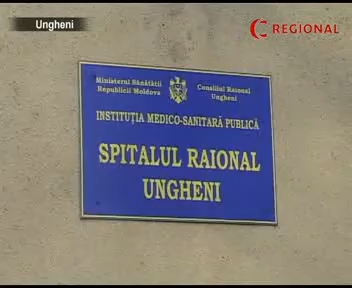 Ungheni
REGIONAL
Ministerul Sănătății
Republicii Moldova
Consiliul Raional
Ungheni
INSTITUȚIA MEDICO-SANITARĂ PUBLICĂ
SPITALUL RAIONAL
UNGHENI